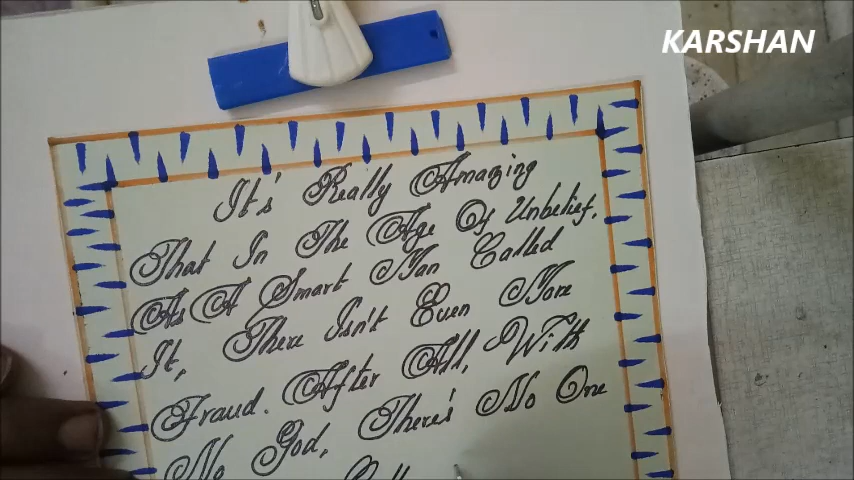 KARSHAN
It's Really Amazing
That In The Age Of Unbelief,
As A Smart Man Called
It, There Isn't Even More
Fraud. After All, With
No God, There's No One